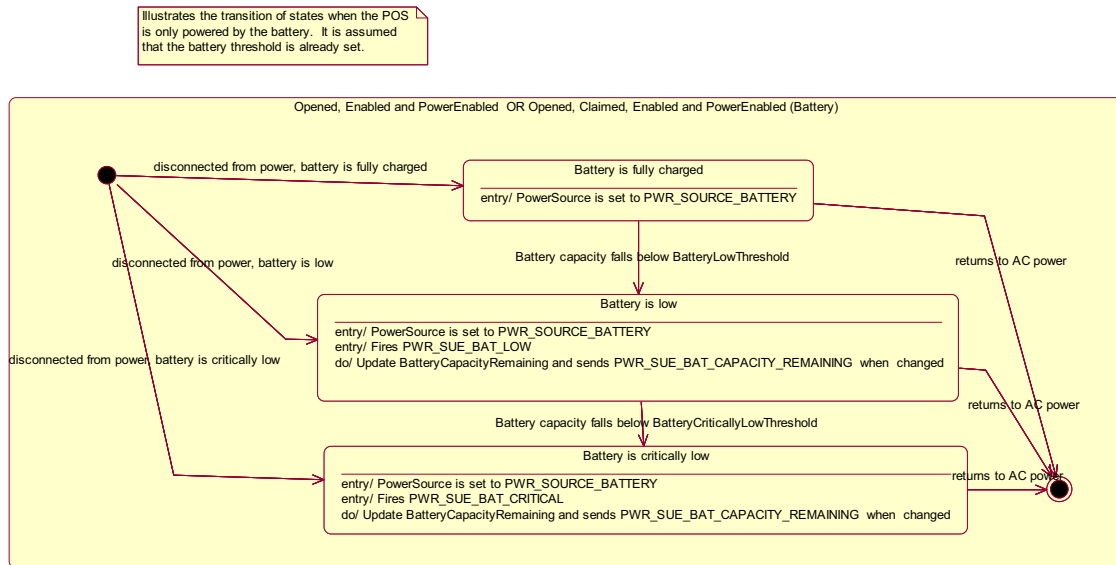 Illustrates the transition of states when the POS
is only powered by the battery.  It is assumed
that the battery threshold is already set.
Opened, Enabled and PowerEnabled  OR Opened, Claimed, Enabled and PowerEnabled (Battery)
disconnected from power, battery is fully charged
Battery is fully charged
entry/ PowerSource is set to PWR_SOURCE_BATTERY
Battery capacity falls below BatteryLowThreshold
returns to AC power
disconnected from power, battery is low
Battery is low
entry/ PowerSource is set to PWR_SOURCE_BATTERY
entry/ Fires PWR_SUE_BAT_LOW
do/ Update BatteryCapacityRemaining and sends PWR_SUE_BAT_CAPACITY_REMAINING  when  changed
disconnected from power, battery is critically low
returns to AC power
Battery capacity falls below BatteryCriticallyLowThreshold
Battery is critically low
entry/ PowerSource is set to PWR_SOURCE_BATTERY
entry/ Fires PWR_SUE_BAT_CRITICAL
do/ Update BatteryCapacityRemaining and sends PWR_SUE_BAT_CAPACITY_REMAINING  when  changed
returns to AC power